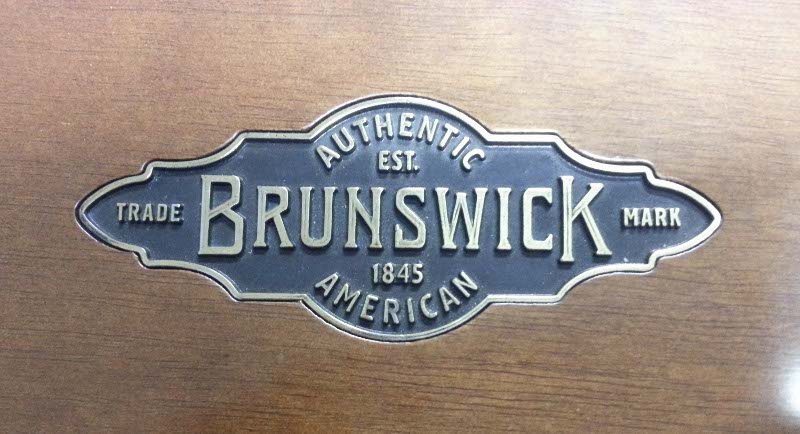 AUTHENTIC
EST.
TRADE BRUNSWICK MARK
1845
AMERICAN